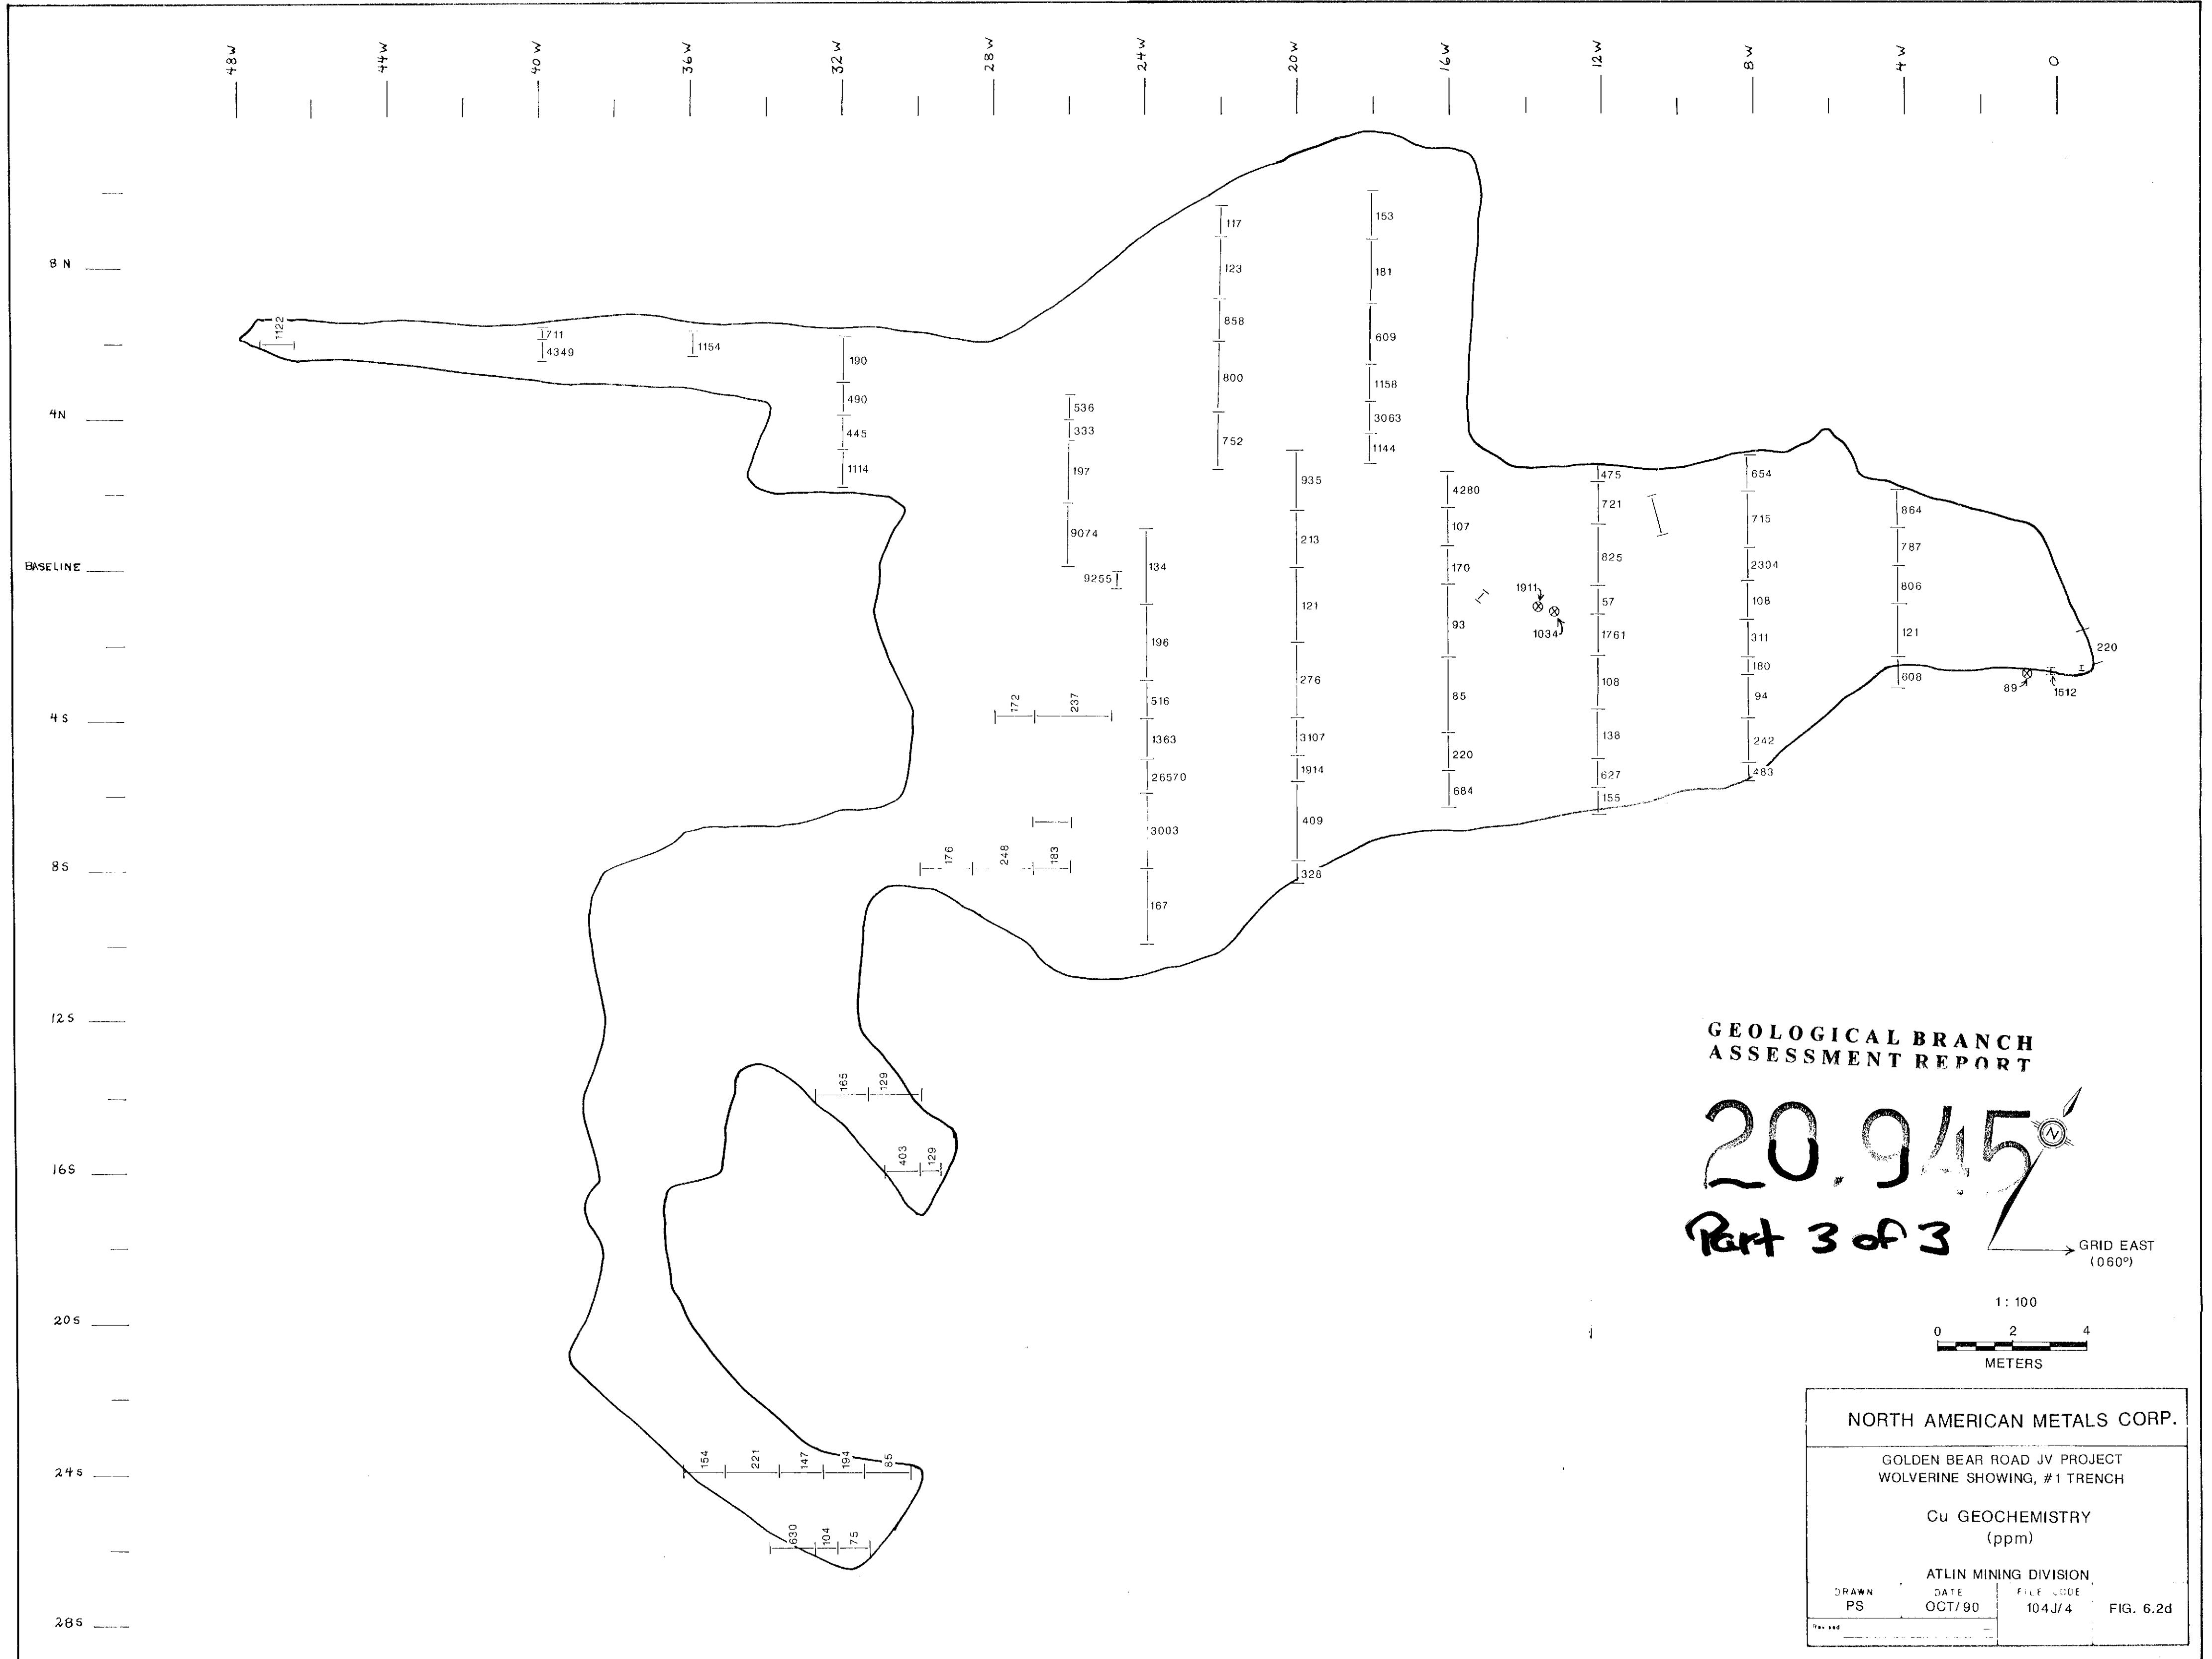 48W 44W 40W 36W 32W 28W 24W 20W 16W 12W 8W 4W 0
8N
4N
BASELINE
4S
8S
12S
16S
20S
24S
28S
1122
711
4349
1154
190
490
445
1114
536
333
197
9074
9255
117
123
858
800
752
153
181
609
1158
3063
1144
134
196
516
1363
26570
3003
167
935
213
121
276
3107
1914
409
328
4280
107
170
93
85
220
684
1911
1034
475
721
825
57
1761
108
138
627
155
654
715
2304
108
311
180
94
242
483
864
787
806
121
608
220
89
1512
172 237
176 248 183
165 129
403 129
154 221 147 194 85
630 104 75
GEOLOGICAL BRANCH
ASSESSMENT REPORT
20,945
Part 3 of 3
N
GRID EAST
(060°)
1 : 100
0 2 4
METERS
NORTH AMERICAN METALS CORP.
GOLDEN BEAR ROAD JV PROJECT
WOLVERINE SHOWING, #1 TRENCH
Cu GEOCHEMISTRY
(ppm)
ATLIN MINING DIVISION
DRAWN DATE FILE CODE
PS OCT/90 104J/4 FIG. 6.2d
Revised